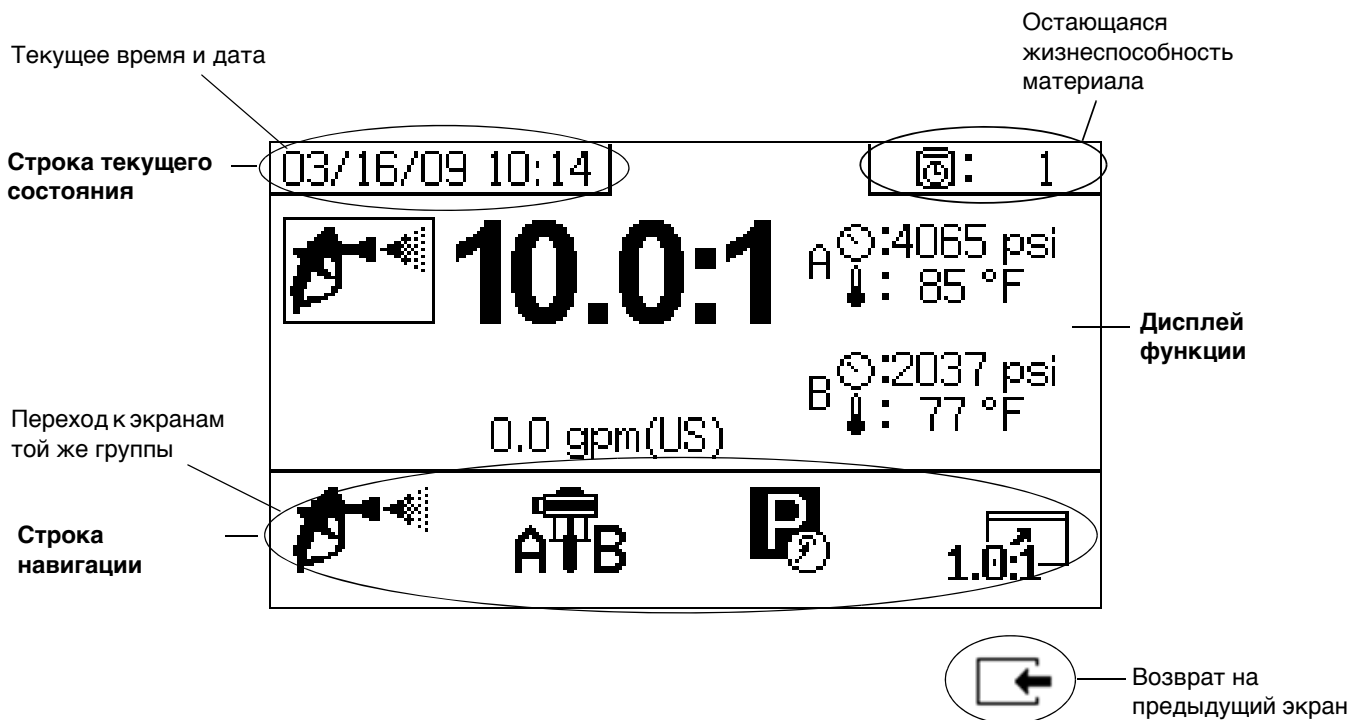 Остающаяся
жизнеспособность
материала
Текущее время и дата
Строка текущего
состояния
03/16/09 10:14
: 1
10.0:1
A :4065 psi
: 85 °F
Дисплей
функции
B :2037 psi
: 77 °F
0.0 gpm(US)
Переход к экранам
той же группы
Строка
навигации
A B
P
1.0:1
Возврат на
предыдущий экран